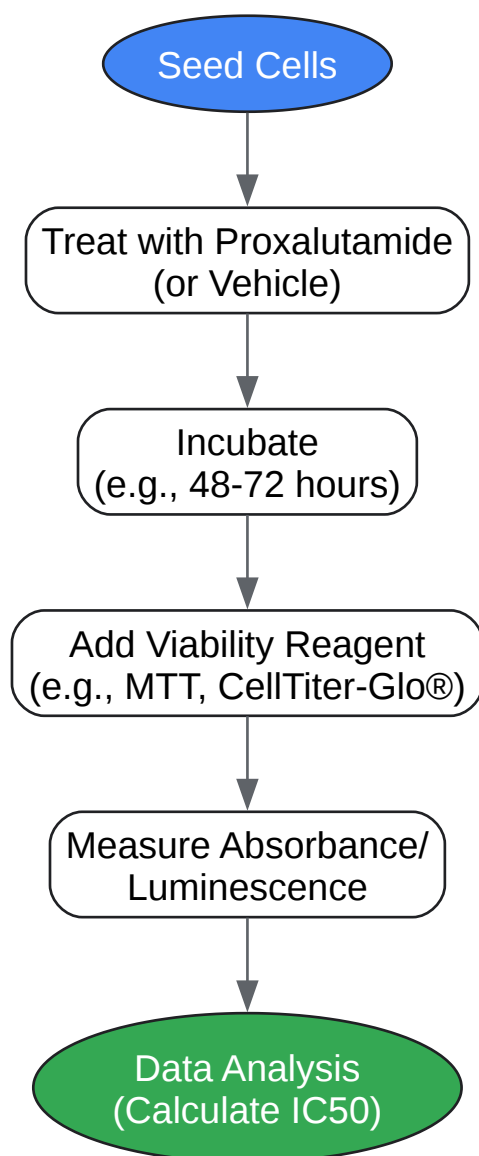 Seed Cells
Treat with Proxalutamide
(or Vehicle)
Incubate
(e.g., 48-72 hours)
Add Viability Reagent
(e.g., MTT, CellTiter-Glo®)
Measure Absorbance/
Luminescence
Data Analysis
(Calculate IC50)